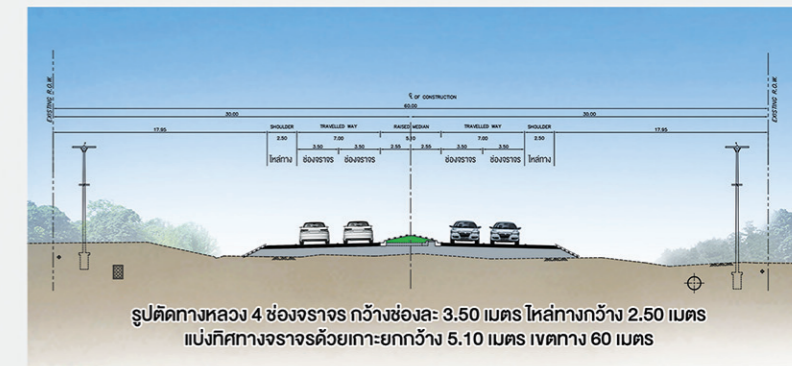 ℄ OF CONSTRUCTION
60.00
30.00 30.00
17.95 SHOULDER TRAVELLED WAY RAISED MEDIAN TRAVELLED WAY SHOULDER 17.95
2.50 7.00 5.10 7.00 2.50
3.50 3.50 2.55 2.55 3.50 3.50
ไหล่ทาง ช่องจราจร ช่องจราจร ช่องจราจร ช่องจราจร ไหล่ทาง
EXISTING R.O.W.
EXISTING R.O.W.
รูปตัดทางหลวง 4 ช่องจราจร กว้างช่องละ 3.50 เมตร ไหล่ทางกว้าง 2.50 เมตร
แบ่งทิศทางจราจรด้วยเกาะยกกว้าง 5.10 เมตร เขตทาง 60 เมตร